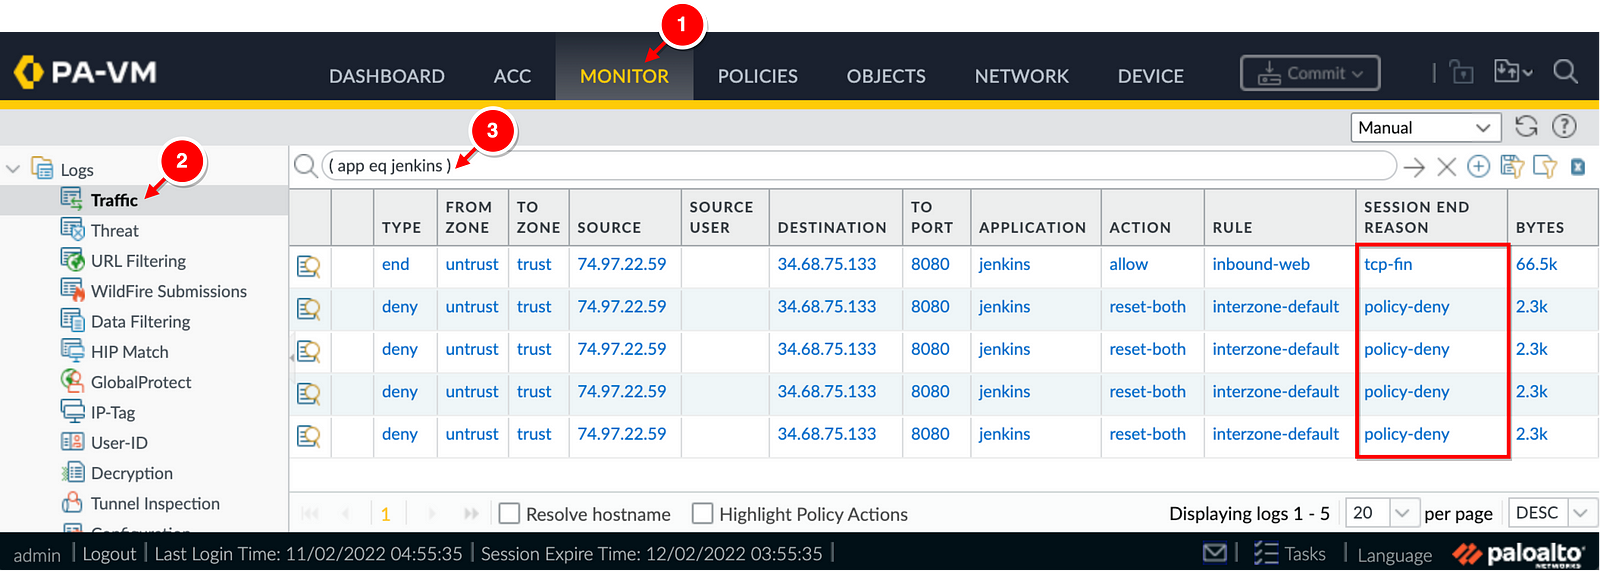 1
PA-VM
DASHBOARD ACC MONITOR POLICIES OBJECTS NETWORK DEVICE Commit
3
Manual
2
Logs
( app eq jenkins )
Traffic
Threat
URL Filtering
WildFire Submissions
Data Filtering
HIP Match
GlobalProtect
IP-Tag
User-ID
Decryption
Tunnel Inspection
Configuration
TYPE FROM ZONE TO ZONE SOURCE SOURCE USER DESTINATION TO PORT APPLICATION ACTION RULE SESSION END REASON BYTES
end untrust trust 74.97.22.59 34.68.75.133 8080 jenkins allow inbound-web tcp-fin 66.5k
deny untrust trust 74.97.22.59 34.68.75.133 8080 jenkins reset-both interzone-default policy-deny 2.3k
deny untrust trust 74.97.22.59 34.68.75.133 8080 jenkins reset-both interzone-default policy-deny 2.3k
deny untrust trust 74.97.22.59 34.68.75.133 8080 jenkins reset-both interzone-default policy-deny 2.3k
deny untrust trust 74.97.22.59 34.68.75.133 8080 jenkins reset-both interzone-default policy-deny 2.3k
1 Resolve hostname Highlight Policy Actions Displaying logs 1 - 5 20 per page DESC
admin | Logout | Last Login Time: 11/02/2022 04:55:35 | Session Expire Time: 12/02/2022 03:55:35 | Tasks | Language paloalto
NETWORKS